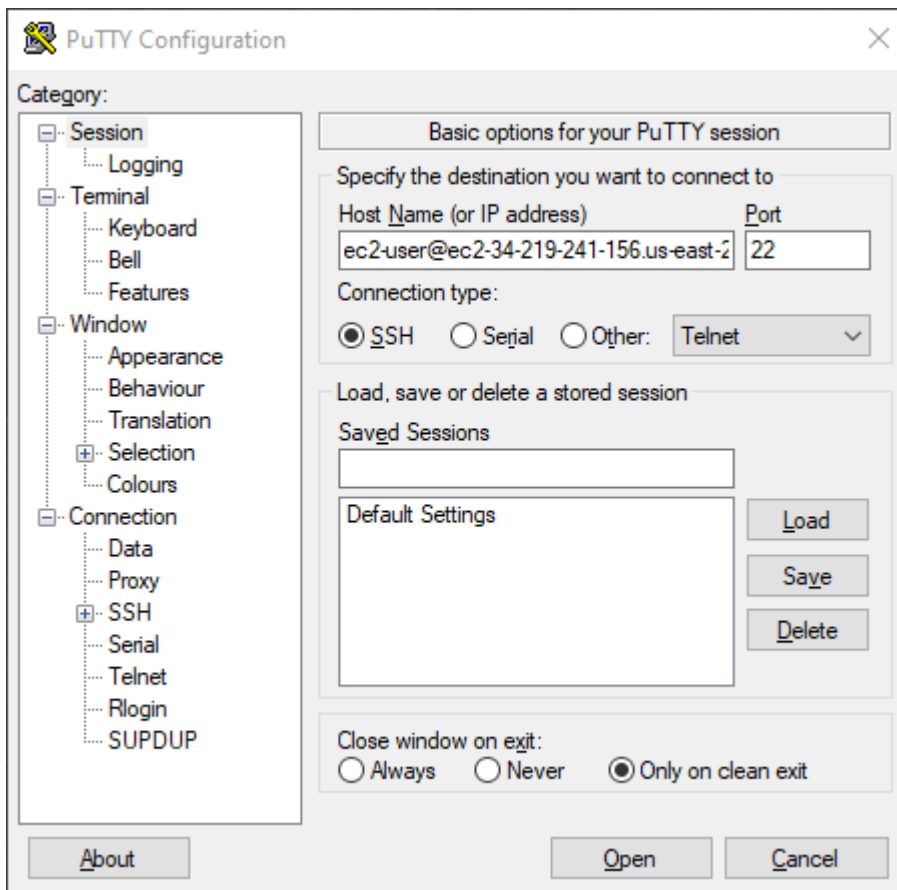 PuTTY Configuration
Category:
Session
Logging
Terminal
Keyboard
Bell
Features
Window
Appearance
Behaviour
Translation
Selection
Colours
Connection
Data
Proxy
SSH
Serial
Telnet
Rlogin
SUPDUP
Basic options for your PuTTY session
Specify the destination you want to connect to
Host Name (or IP address) Port
ec2-user@ec2-34-219-241-156.us-east-2 22
Connection type:
SSH Serial Other: Telnet
Load, save or delete a stored session
Saved Sessions
Default Settings
Load
Save
Delete
Close window on exit:
Always Never Only on clean exit
About Open Cancel